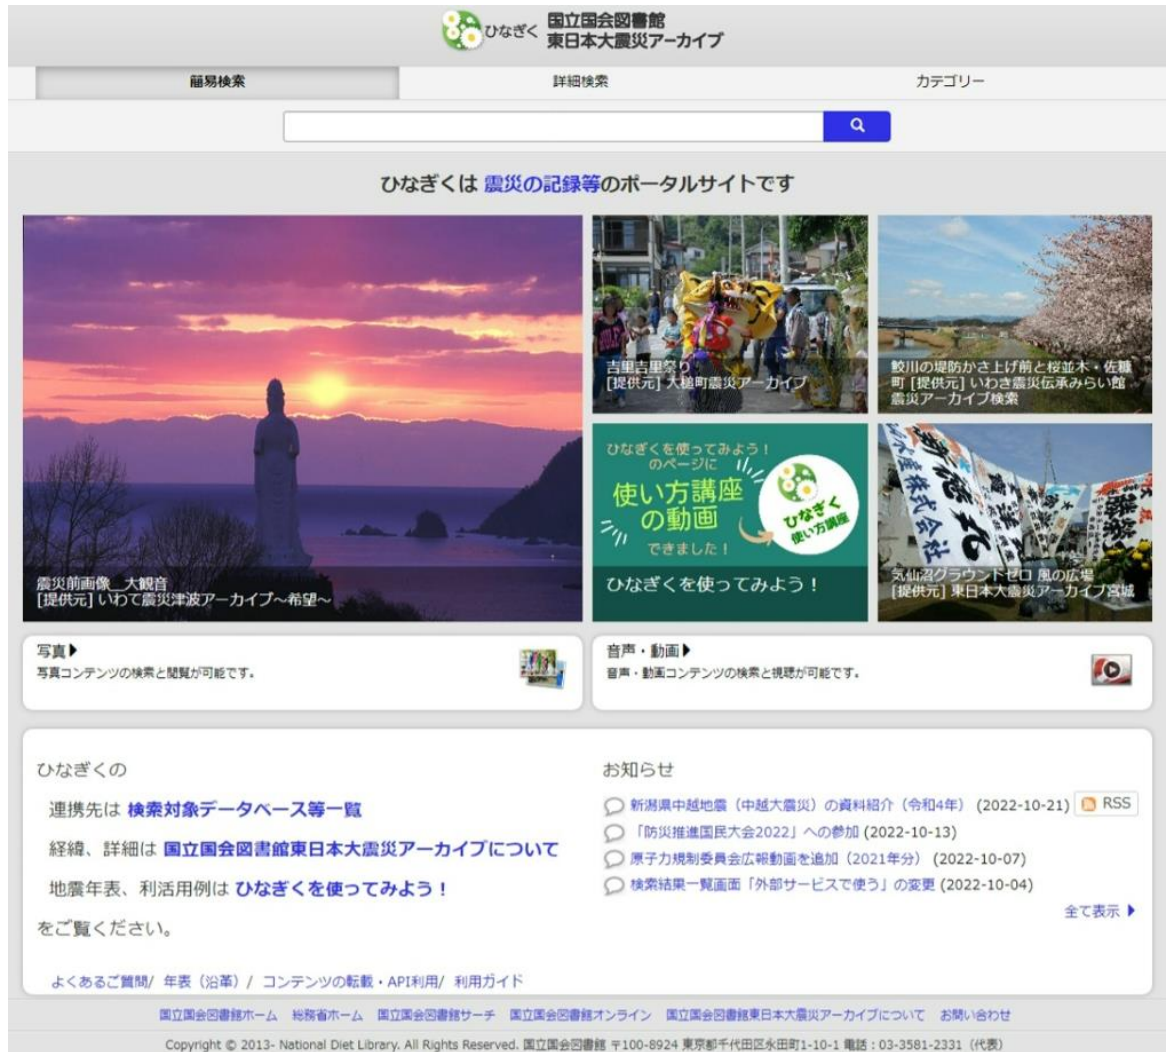 ひなぎく 国立国会図書館
東日本大震災アーカイブ
簡易検索 詳細検索 カテゴリー
ひなぎくは 震災の記録等のポータルサイトです
震災前画像__大観音
[提供元] いわて震災津波アーカイブ～希望～
吉里吉里祭り
[提供元] 大槌町震災アーカイブ
鮫川の堤防かさ上げ前と桜並木・佐糠
町 [提供元] いわき震災伝承みらい館
震災アーカイブ検索
ひなぎくを使ってみよう！
のページに
使い方講座
の動画
できました！
ひなぎく
使い方講座
ひなぎくを使ってみよう！
水産株式会社
気仙沼グラウンドゼロ 風の広場
[提供元] 東日本大震災アーカイブ宮城
写真
写真コンテンツの検索と閲覧が可能です。
音声・動画
音声・動画コンテンツの検索と視聴が可能です。
ひなぎくの
連携先は 検索対象データベース等一覧
経緯、詳細は 国立国会図書館東日本大震災アーカイブについて
地震年表、利活用例は ひなぎくを使ってみよう！
をご覧ください。
よくあるご質問/ 年表（沿革）/ コンテンツの転載・API利用/ 利用ガイド
お知らせ
新潟県中越地震（中越大震災）の資料紹介（令和4年） (2022-10-21) RSS
「防災推進国民大会2022」への参加 (2022-10-13)
原子力規制委員会広報動画を追加（2021年分） (2022-10-07)
検索結果一覧画面「外部サービスで使う」の変更 (2022-10-04)
全て表示
国立国会図書館ホーム 総務省ホーム 国立国会図書館サーチ 国立国会図書館オンライン 国立国会図書館東日本大震災アーカイブについて お問い合わせ
Copyright © 2013- National Diet Library. All Rights Reserved. 国立国会図書館 〒100-8924 東京都千代田区永田町1-10-1 電話：03-3581-2331（代表）